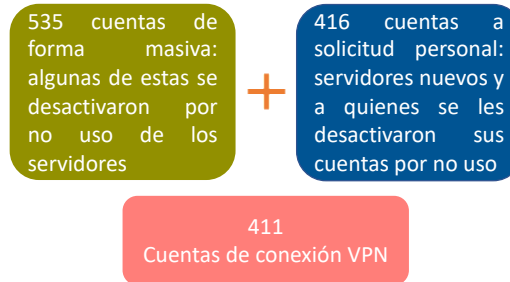 535 cuentas de
forma masiva:
algunas de estas se
desactivaron por
no uso de los
servidores
416 cuentas a
solicitud personal:
servidores nuevos y
a quienes se les
desactivaron sus
cuentas por no uso
411
Cuentas de conexión VPN